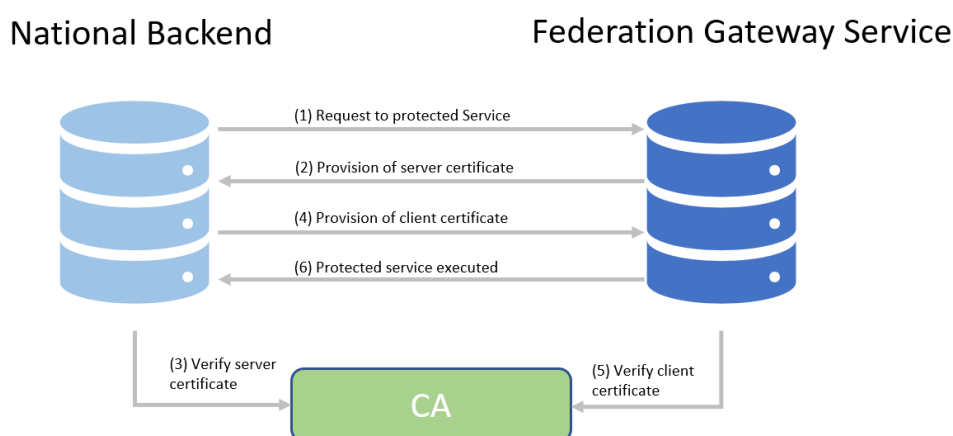 National Backend
Federation Gateway Service
(1) Request to protected Service
(2) Provision of server certificate
(4) Provision of client certificate
(6) Protected service executed
(3) Verify server
certificate
(5) Verify client
certificate
CA